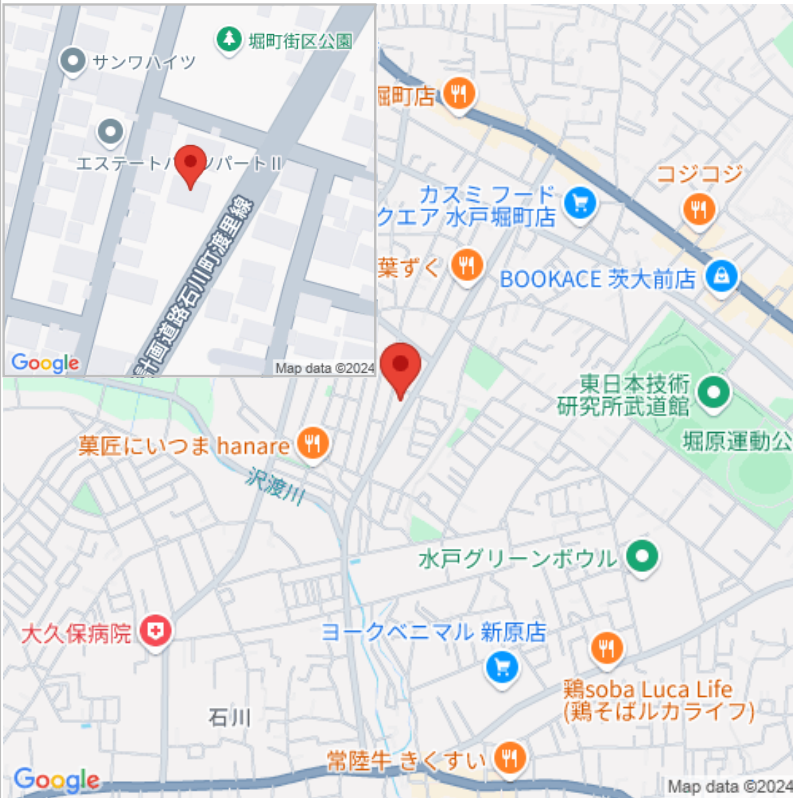 堀町街区公園
サンワハイツ
エステートハ
ツパートⅡ
計画道路石川町渡里線
Google
Map data ©2024
堀町店
コジコジ
カスミ フード
クエア 水戸堀町店
葉ずく
BOOKACE 茨大前店
東日本技術
研究所武道館
堀原運動公
菓匠にいつま hanare
沢渡川
水戸グリーンボウル
大久保病院
ヨークベニマル 新原店
鶏soba Luca Life
(鶏そばルカライフ)
石川
常陸牛 きくすい
Google
Map data ©2024